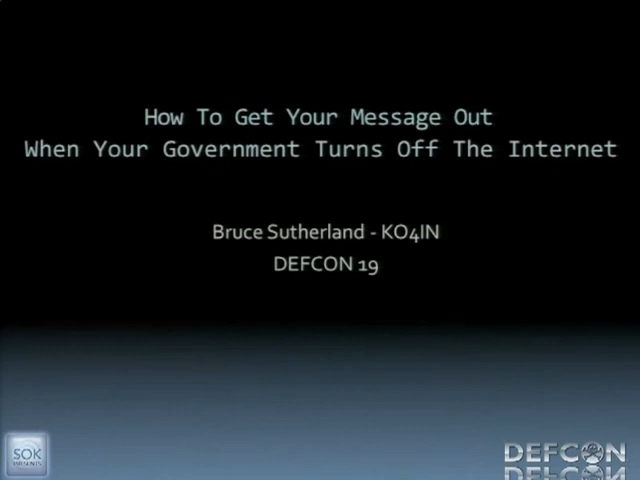 How To Get Your Message Out
When Your Government Turns Off The Internet
Bruce Sutherland - KO4IN
DEFCON 19
SOK
PRESENTS
DEFCON